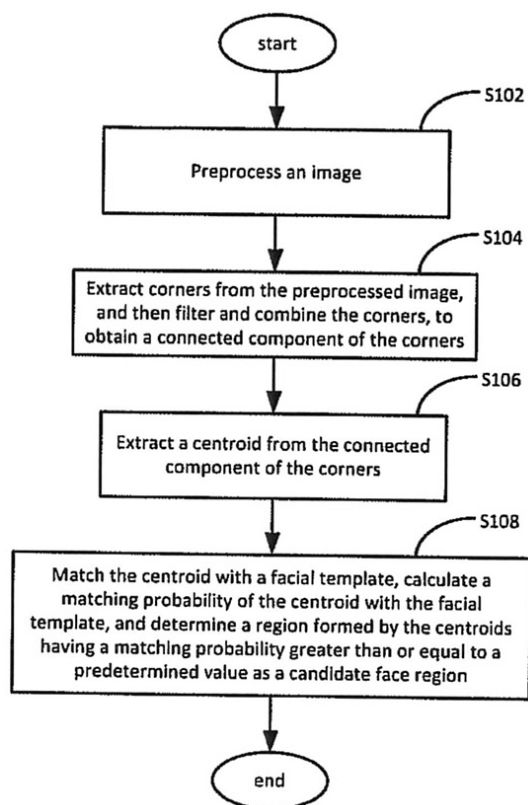 start
S102
Preprocess an image
S104
Extract corners from the preprocessed image,
and then filter and combine the corners, to
obtain a connected component of the corners
S106
Extract a centroid from the connected
component of the corners
S108
Match the centroid with a facial template, calculate a
matching probability of the centroid with the facial
template, and determine a region formed by the centroids
having a matching probability greater than or equal to a
predetermined value as a candidate face region
end